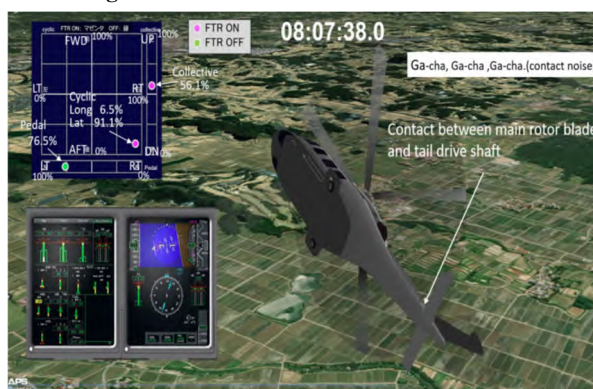 cyclic FTR ON: マゼンタ OFF: 緑 collective
FWD 100% UP 100%
FTR ON
FTR OFF
08:07:38.0
Ga-cha, Ga-cha ,Ga-cha.(contact noise
Collective
56.1%
LT RT
0% 100%
Cyclic
Long 6.5%
Lat 91.1%
Pedal
76.5%
AFT 0% DN 0%
LT RT Pedal
100% 0%
Contact between main rotor blade
and tail drive shaft
APS